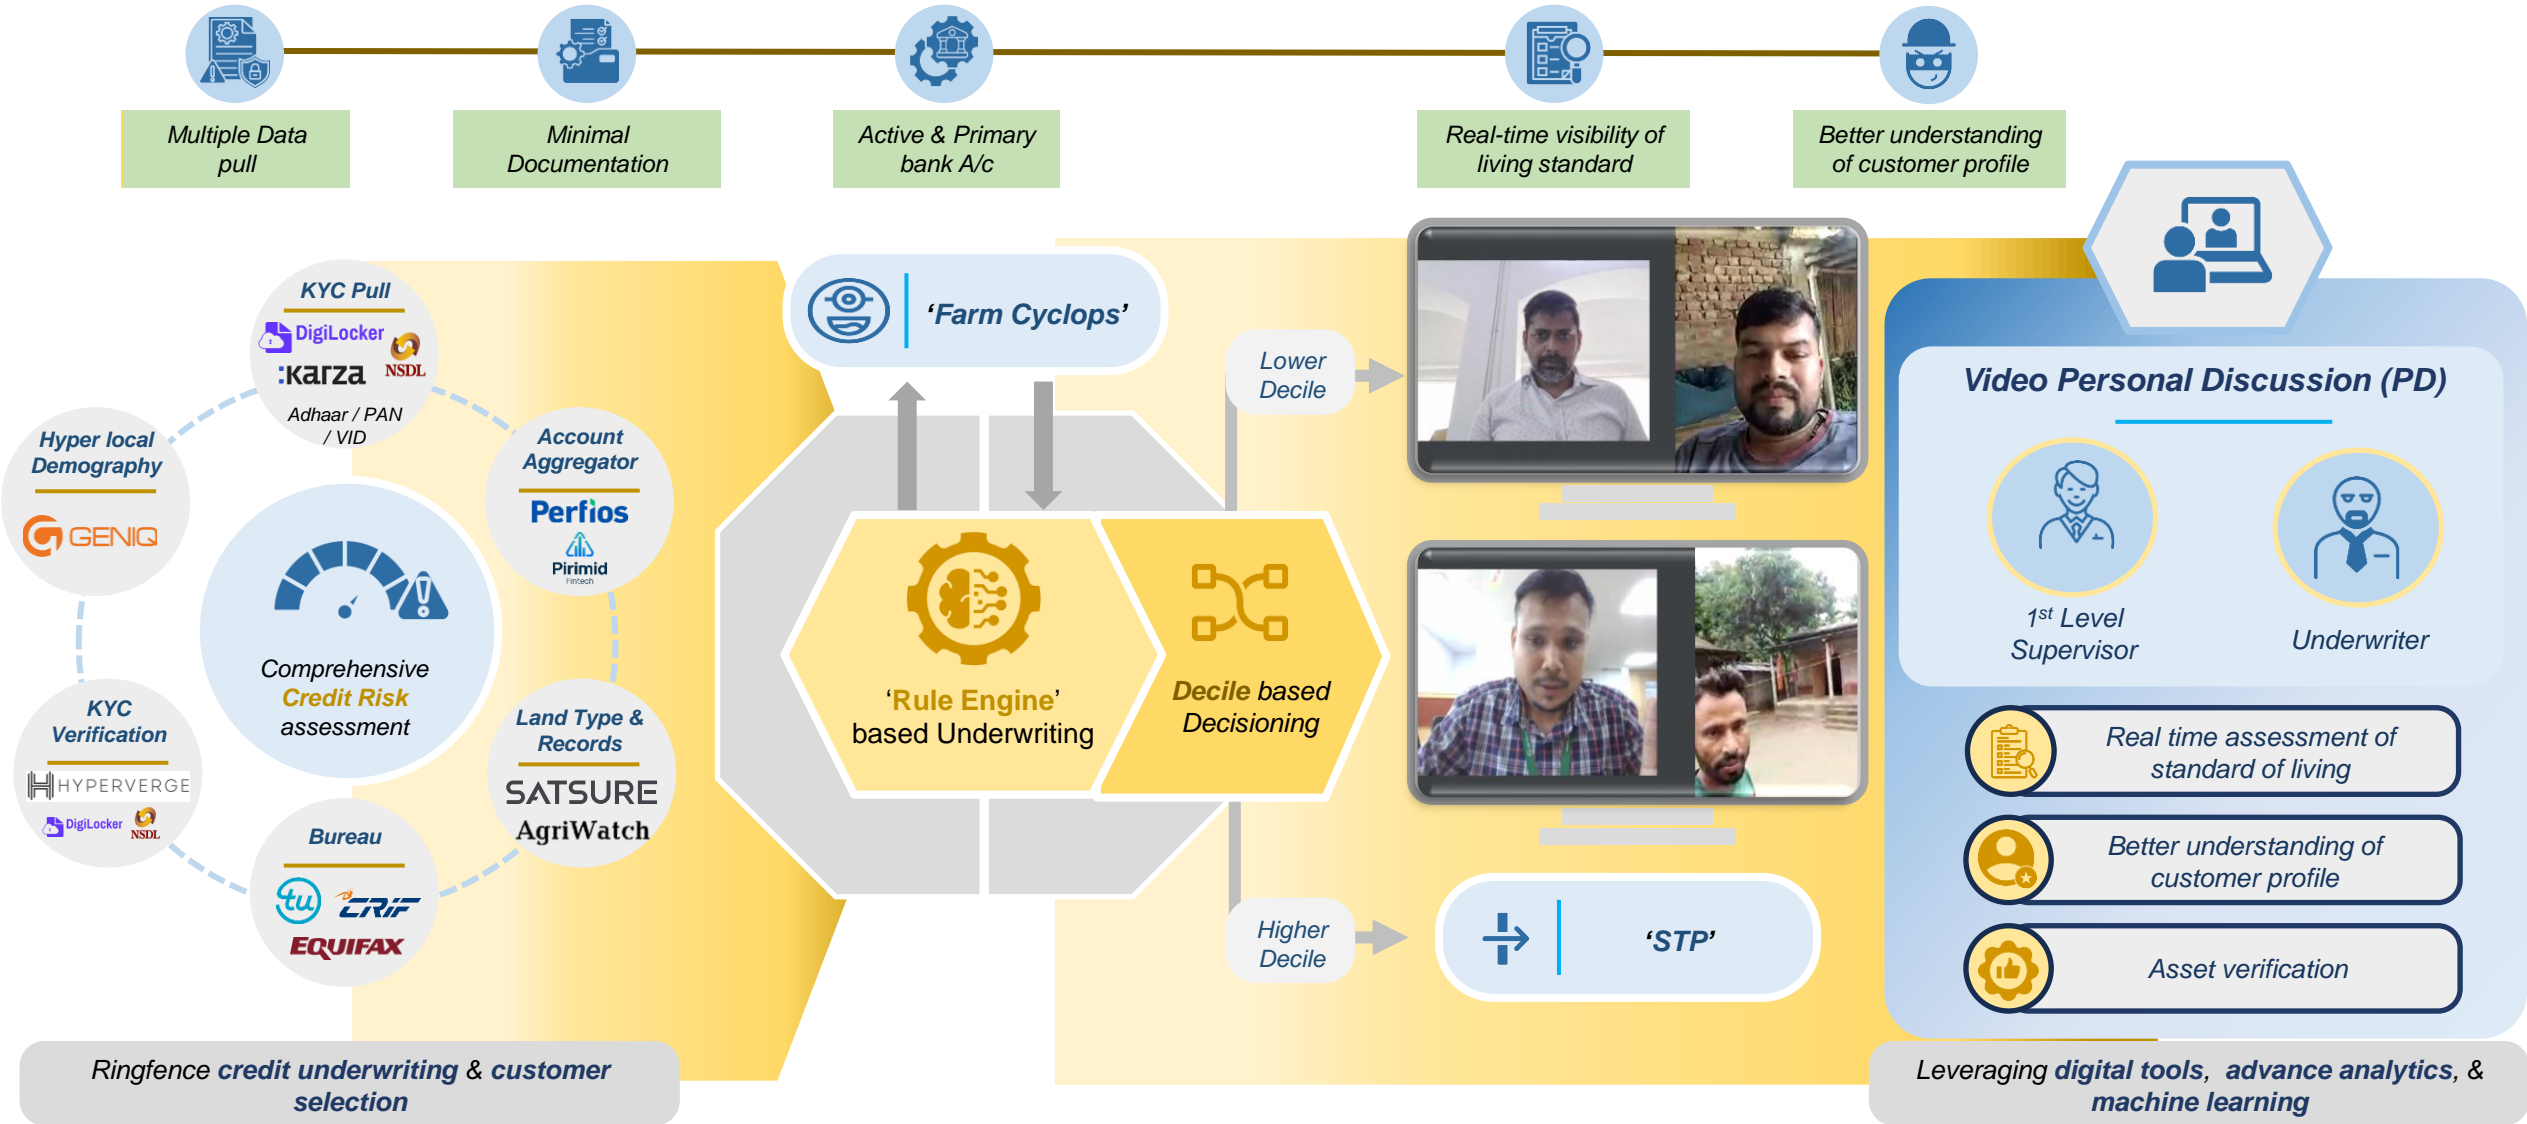 Multiple Data
pull
Minimal
Documentation
Active & Primary
bank A/c
Real-time visibility of
living standard
Better understanding
of customer profile
KYC Pull
DigiLocker
:Karza
NSDL
Adhaar / PAN
/ VID
Hyper local
Demography
GENIQ
Account
Aggregator
Perfios
Pirimid
Fintech
Comprehensive
Credit Risk
assessment
KYC
Verification
HYPERVERGE
DigiLocker
NSDL
Land Type &
Records
SATSURE
AgriWatch
Bureau
tu
CRIF
EQUIFAX
Ringfence credit underwriting & customer
selection
‘Farm Cyclops’
‘Rule Engine’
based Underwriting
Decile based
Decisioning
Lower
Decile
Higher
Decile
‘STP’
Video Personal Discussion (PD)
1st Level
Supervisor
Underwriter
Real time assessment of
standard of living
Better understanding of
customer profile
Asset verification
Leveraging digital tools, advance analytics, &
machine learning